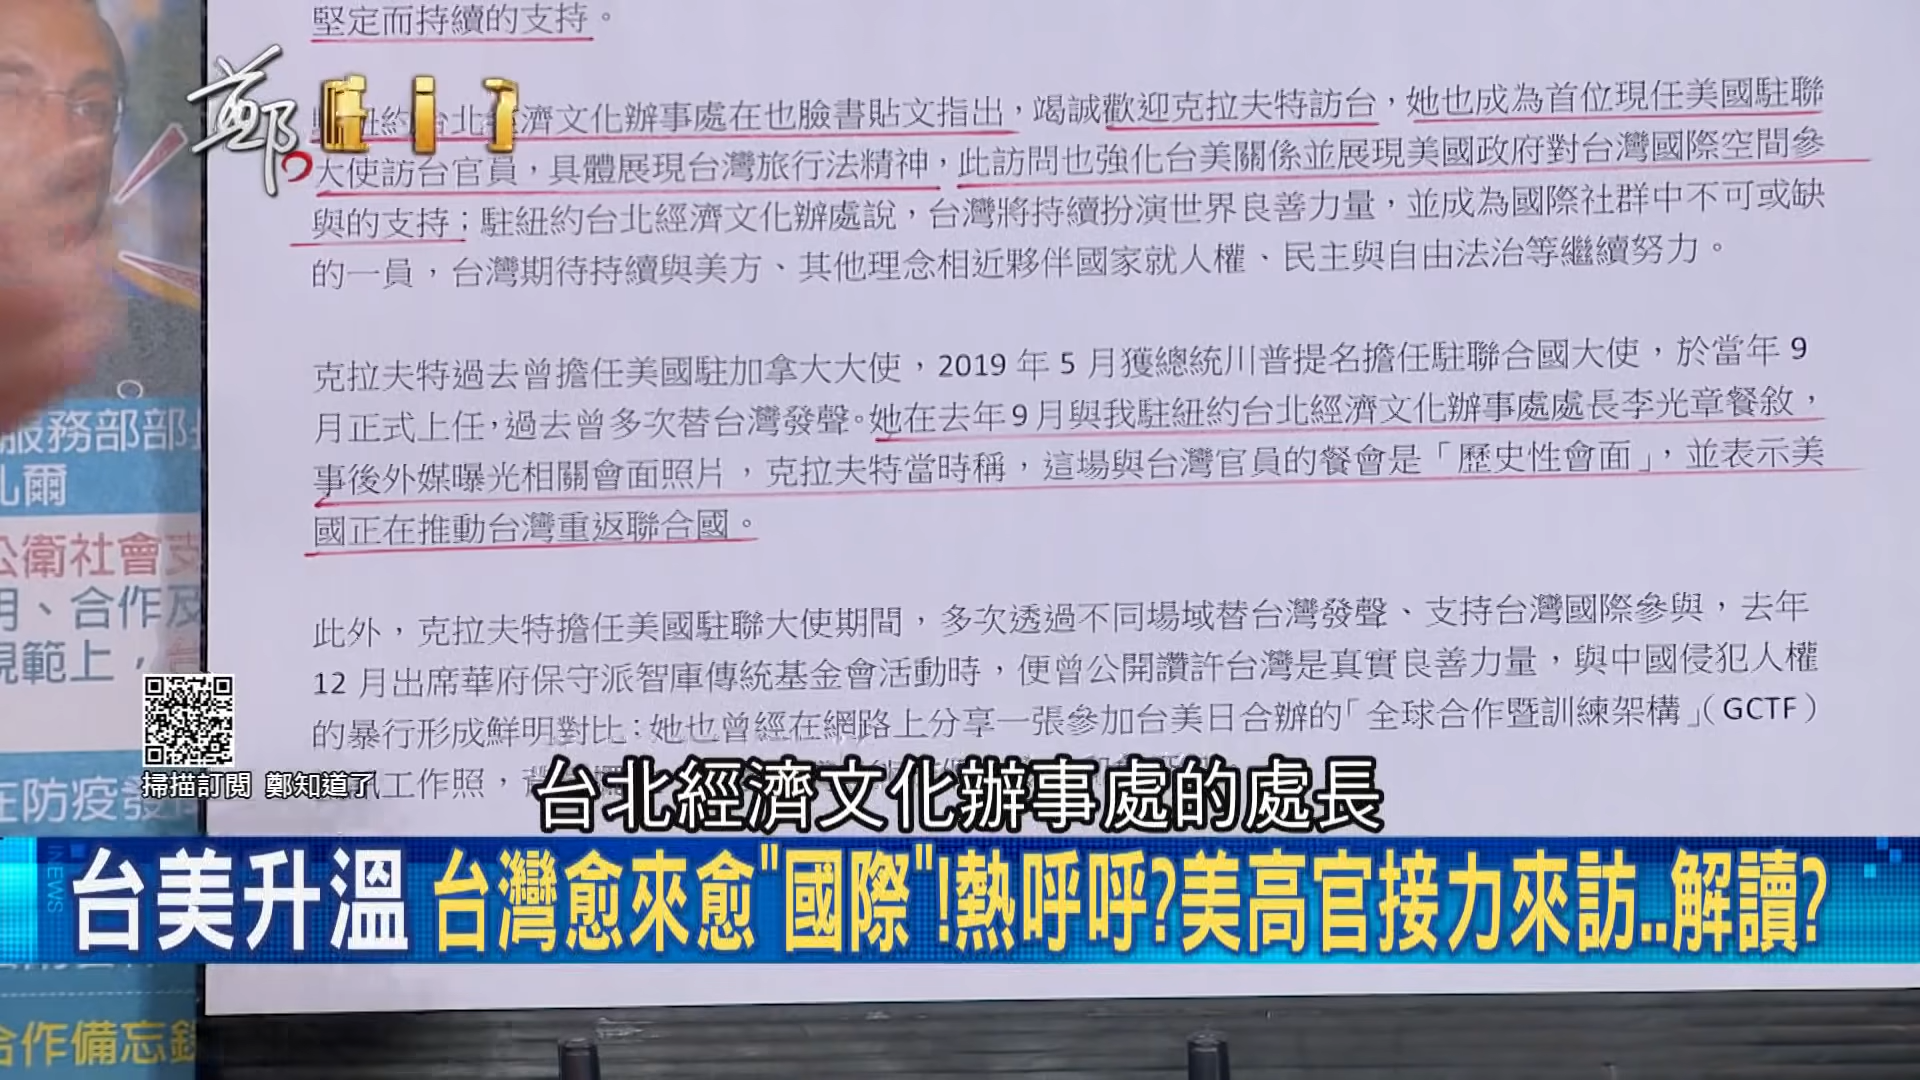 堅定而持續的支持。
駐紐約台北經濟文化辦事處在也臉書貼文指出，竭誠歡迎克拉夫特訪台，她也成為首位現任美國駐聯
大使訪台官員，具體展現台灣旅行法精神，此訪問也強化台美關係並展現美國政府對台灣國際空間參
與的支持；駐紐約台北經濟文化辦處說，台灣將持續扮演世界良善力量，並成為國際社群中不可或缺
的一員，台灣期待持續與美方、其他理念相近夥伴國家就人權、民主與自由法治等繼續努力。
克拉夫特過去曾擔任美國駐加拿大大使，2019 年 5 月獲總統川普提名擔任駐聯合國大使，於當年 9
月正式上任，過去曾多次替台灣發聲。她在去年 9 月與我駐紐約台北經濟文化辦事處處長李光章餐敘，
事後外媒曝光相關會面照片，克拉夫特當時稱，這場與台灣官員的餐會是「歷史性會面」，並表示美
國正在推動台灣重返聯合國。
此外，克拉夫特擔任美國駐聯大使期間，多次透過不同場域替台灣發聲、支持台灣國際參與，去年
12 月出席華府保守派智庫傳統基金會活動時，便曾公開讚許台灣是真實良善力量，與中國侵犯人權
的暴行形成鮮明對比；她也曾經在網路上分享一張參加台美日合辦的「全球合作暨訓練架構」（GCTF）
工作照，
鄭
服務部部
爾
公衛社會支
明、合作及
規範上，台
在防疫發
合作備忘錄
掃描訂閱 鄭知道了
台北經濟文化辦事處的處長
NEWS
台美升溫 台灣愈來愈"國際"!熱呼呼?美高官接力來訪..解讀?